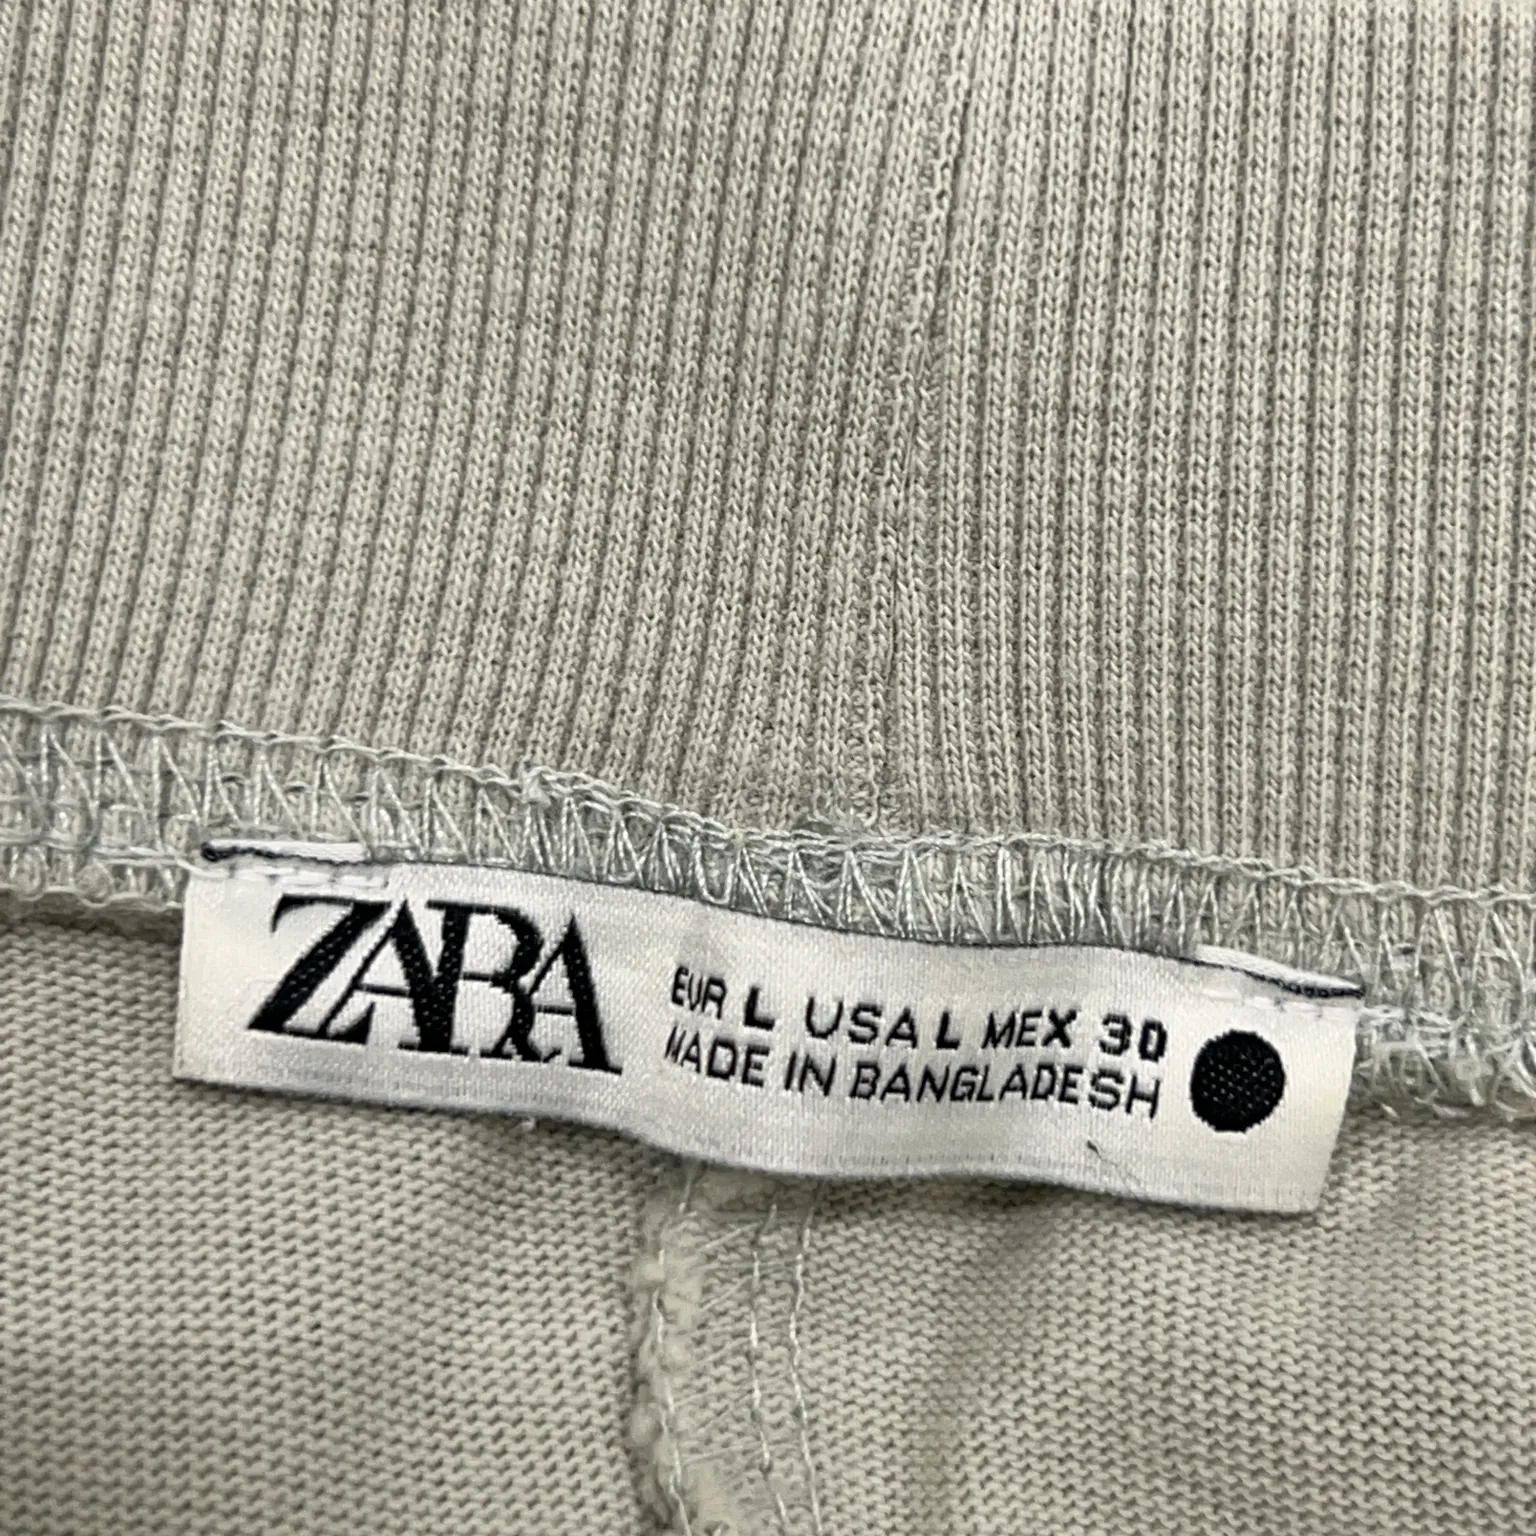 ZARA
EUR L USA L MEX 30
MADE IN BANGLADESH